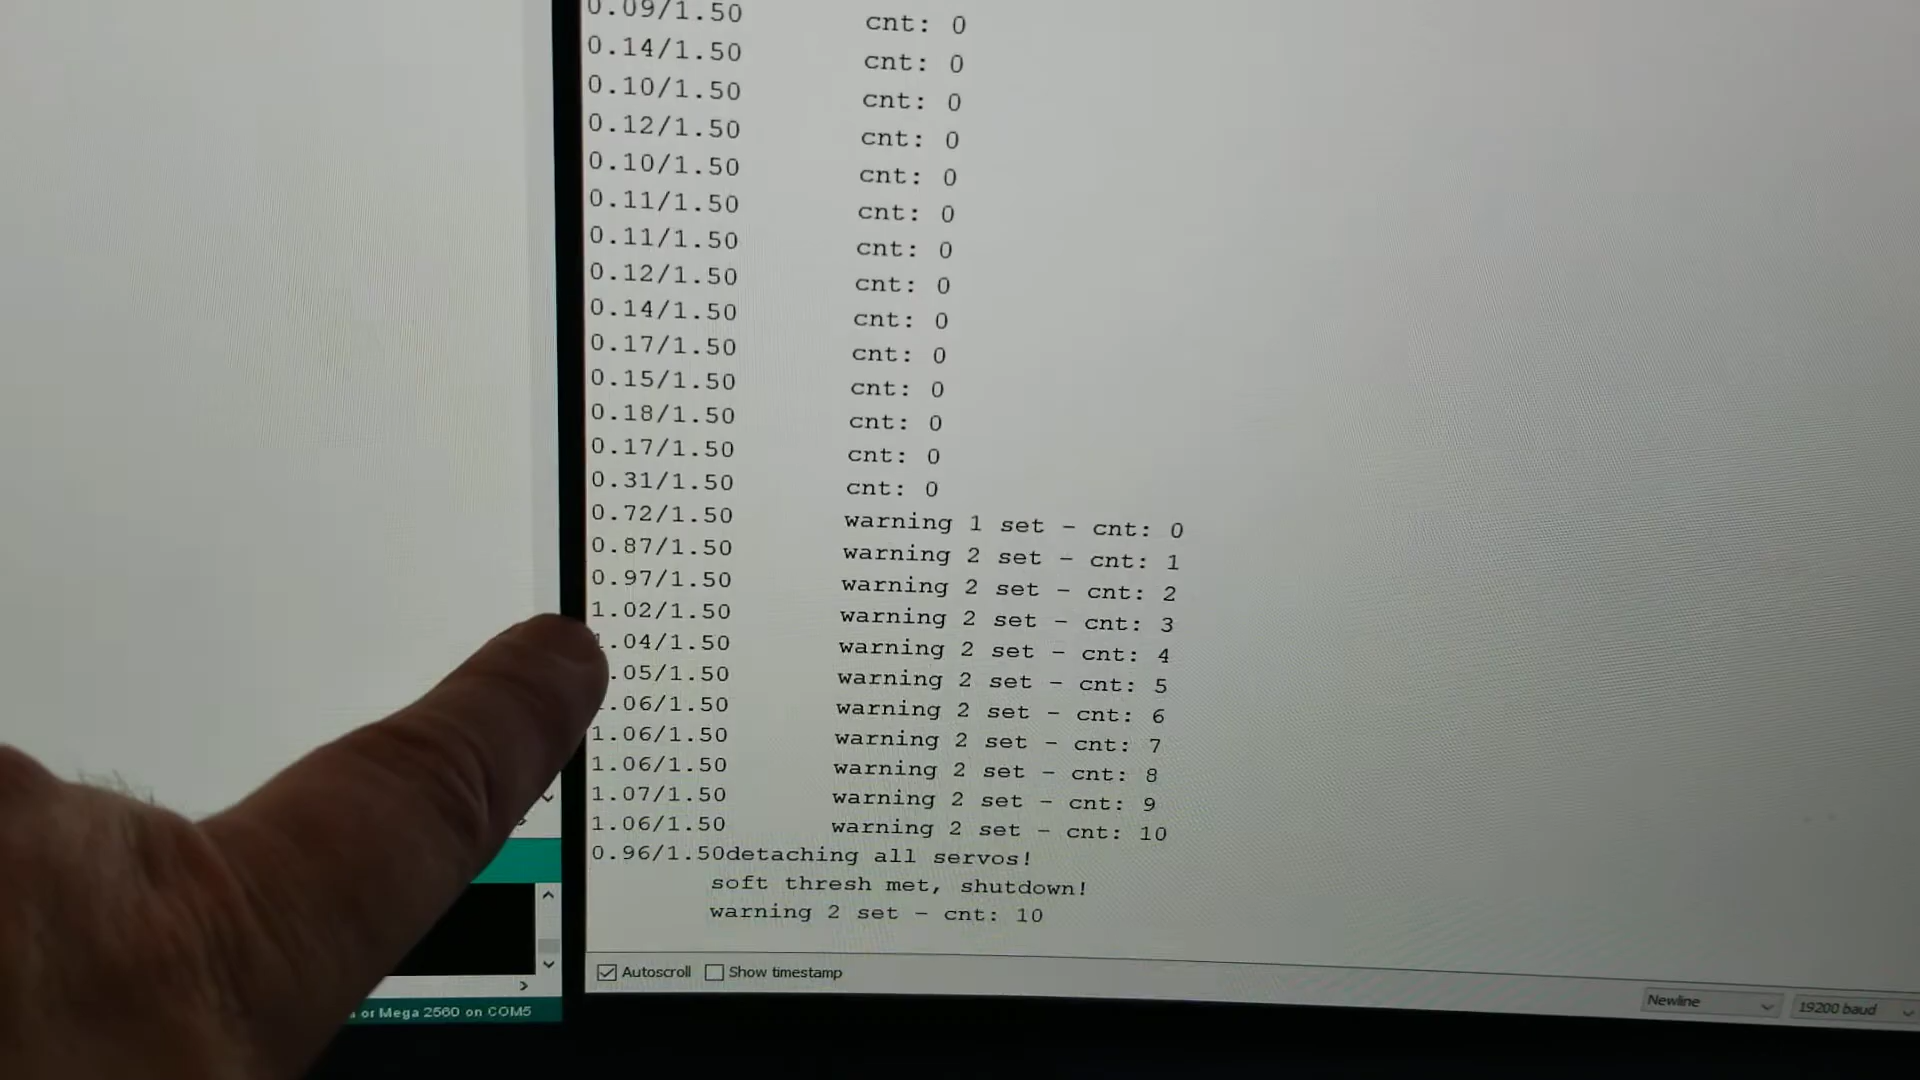 0.09/1.50 cnt: 0
0.14/1.50 cnt: 0
0.10/1.50 cnt: 0
0.12/1.50 cnt: 0
0.10/1.50 cnt: 0
0.11/1.50 cnt: 0
0.11/1.50 cnt: 0
0.12/1.50 cnt: 0
0.14/1.50 cnt: 0
0.17/1.50 cnt: 0
0.15/1.50 cnt: 0
0.18/1.50 cnt: 0
0.17/1.50 cnt: 0
0.31/1.50 cnt: 0
0.72/1.50 warning 1 set - cnt: 0
0.87/1.50 warning 2 set - cnt: 1
0.97/1.50 warning 2 set - cnt: 2
1.02/1.50 warning 2 set - cnt: 3
1.04/1.50 warning 2 set - cnt: 4
.05/1.50 warning 2 set - cnt: 5
.06/1.50 warning 2 set - cnt: 6
1.06/1.50 warning 2 set - cnt: 7
1.06/1.50 warning 2 set - cnt: 8
1.07/1.50 warning 2 set - cnt: 9
1.06/1.50 warning 2 set - cnt: 10
0.96/1.50detaching all servos!
soft thresh met, shutdown!
warning 2 set - cnt: 10
Autoscroll Show timestamp
Newline 19200 baud
or Mega 2560 on COM5